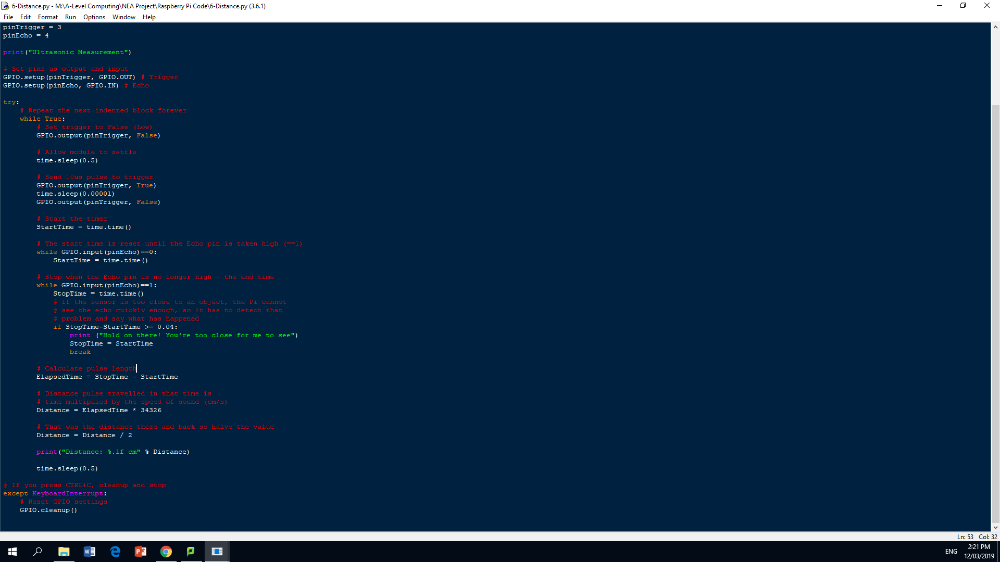 6-Distance.py - M:\A-Level Computing\NEA Project\Raspberry Pi Code\6-Distance.py (3.6.1)
File Edit Format Run Options Window Help
pinTrigger = 3
pinEcho = 4
print("Ultrasonic Measurement")
# Set pins as output and input
GPIO.setup(pinTrigger, GPIO.OUT) # Trigger
GPIO.setup(pinEcho, GPIO.IN) # Echo
try:
    # Repeat the next indented block forever
    while True:
        # Set trigger to False (Low)
        GPIO.output(pinTrigger, False)
        # Allow module to settle
        time.sleep(0.5)
        # Send 10us pulse to trigger
        GPIO.output(pinTrigger, True)
        time.sleep(0.00001)
        GPIO.output(pinTrigger, False)
        # Start the timer
        StartTime = time.time()
        # The start time is reset until the Echo pin is taken high (==1)
        while GPIO.input(pinEcho)==0:
            StartTime = time.time()
        # Stop when the Echo pin is no longer high - the end time
        while GPIO.input(pinEcho)==1:
            StopTime = time.time()
            # If the sensor is too close to an object, the Pi cannot
            # see the echo quickly enough, so it has to detect that
            # problem and say what has happened
            if StopTime-StartTime >= 0.04:
                print ("Hold on there! You're too close for me to see")
                StopTime = StartTime
                break
        # Calculate pulse length
        ElapsedTime = StopTime - StartTime
        # Distance pulse travelled in that time is
        # time multiplied by the speed of sound (cm/s)
        Distance = ElapsedTime * 34326
        # That was the distance there and back so halve the value
        Distance = Distance / 2
        print("Distance: %.1f cm" % Distance)
        time.sleep(0.5)
# If you press CTRL+C, cleanup and stop
except KeyboardInterrupt:
    # Reset GPIO settings
    GPIO.cleanup()
Ln: 53 Col: 32
ENG
2:21 PM
12/03/2019